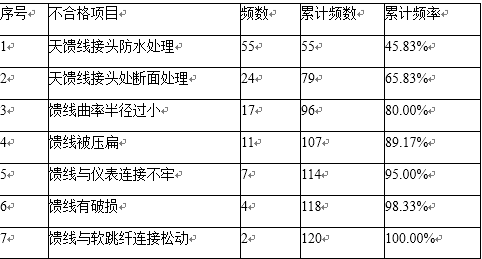 序号 不合格项目 频数 累计频数 累计频率
1 天馈线接头防水处理 55 55 45.83%
2 天馈线接头处断面处理 24 79 65.83%
3 馈线曲率半径过小 17 96 80.00%
4 馈线被压扁 11 107 89.17%
5 馈线与仪表连接不牢 7 114 95.00%
6 馈线有破损 4 118 98.33%
7 馈线与软跳纤连接松动 2 120 100.00%